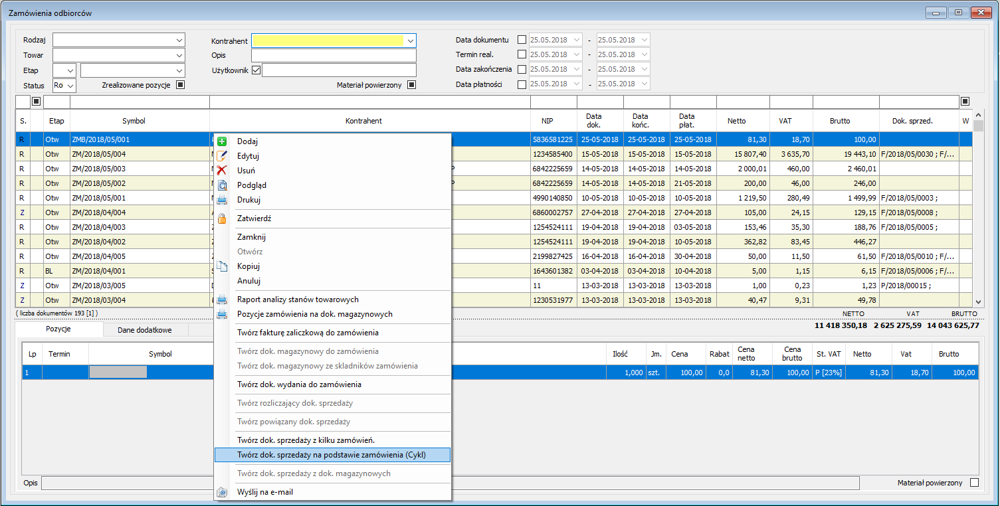 Zamówienia odbiorców
Rodzaj
Kontrahent
Data dokumentu 25.05.2018 - 25.05.2018
Towar
Opis
Termin real. 25.05.2018 - 25.05.2018
Etap
Użytkownik
Data zakończenia 25.05.2018 - 25.05.2018
Status Ro Zrealizowane pozycje
Materiał powierzony
Data płatności 25.05.2018 - 25.05.2018
S. Etap Symbol Kontrahent NIP Data dok. Data końc. Data płat. Netto VAT Brutto Dok. sprzed. W
R Otw ZMB/2018/05/001 5836581225 25-05-2018 25-05-2018 25-05-2018 81,30 18,70 100,00
R Otw ZM/2018/05/004 1234585400 15-05-2018 15-05-2018 15-05-2018 15 807,40 3 635,70 19 443,10 F/2018/05/0030 ; F/...
R Otw ZM/2018/05/003 6842225659 14-05-2018 14-05-2018 14-05-2018 2 000,01 460,00 2 460,01
R Otw ZM/2018/05/002 6842225659 14-05-2018 14-05-2018 21-05-2018 200,00 46,00 246,00
R Otw ZM/2018/05/001 4990140850 10-05-2018 10-05-2018 10-05-2018 1 219,50 280,49 1 499,99 F/2018/05/0003 ;
Z Otw ZM/2018/04/004 6860002757 27-04-2018 27-04-2018 27-04-2018 105,00 24,15 129,15 F/2018/05/0008 ;
R Otw ZM/2018/04/003 1254524111 19-04-2018 19-04-2018 03-05-2018 153,46 35,30 188,76 F/2018/05/0005 ;
R Otw ZM/2018/04/002 1254524111 19-04-2018 19-04-2018 10-05-2018 362,82 83,45 446,27
R Otw ZM/2018/04/005 2199827425 16-04-2018 16-04-2018 30-04-2018 50,00 11,50 61,50 F/2018/05/0010 ; F/...
R BL ZM/2018/04/001 1643601382 03-04-2018 03-04-2018 10-04-2018 5,00 1,15 6,15 F/2018/05/0006 ; F/...
Z Otw ZM/2018/03/005 11 13-03-2018 13-03-2018 13-03-2018 1,00 0,23 1,23 P/2018/00015 ;
Z Otw ZM/2018/03/004 1230531977 13-03-2018 13-03-2018 13-03-2018 40,47 9,31 49,78
( liczba dokumentów 193 [1] )
NETTO VAT BRUTTO
11 418 350,18 2 625 275,59 14 043 625,77
Dodaj
Edytuj
Usuń
Podgląd
Drukuj
Zatwierdź
Zamknij
Otwórz
Kopiuj
Anuluj
Raport analizy stanów towarowych
Pozycje zamówienia na dok. magazynowych
Twórz fakturę zaliczkową do zamówienia
Twórz dok. magazynowy do zamówienia
Twórz dok. magazynowy ze składników zamówienia
Twórz dok. wydania do zamówienia
Twórz rozliczający dok. sprzedaży
Twórz powiązany dok. sprzedaży
Twórz dok. sprzedaży z kilku zamówień.
Twórz dok. sprzedaży na podstawie zamówienia (Cykl)
Twórz dok. sprzedaży z dok. magazynowych
Wyślij na e-mail
Pozycje Dane dodatkowe
Lp Termin Symbol Ilość Jm. Cena Rabat Cena netto Cena brutto St. VAT Netto Vat Brutto
1 1,000 szt. 100,00 0,0 81,30 100,00 P [23%] 81,30 18,70 100,00
Opis
Materiał powierzony